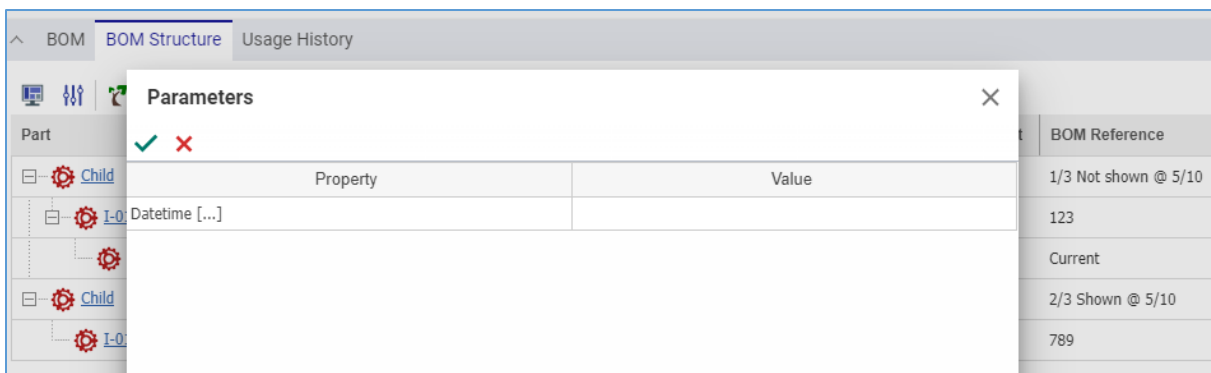 BOM BOM Structure Usage History
Parameters
Part BOM Reference
Property Value
Child 1/3 Not shown @ 5/10
Datetime [...]
123
Current
Child 2/3 Shown @ 5/10
789